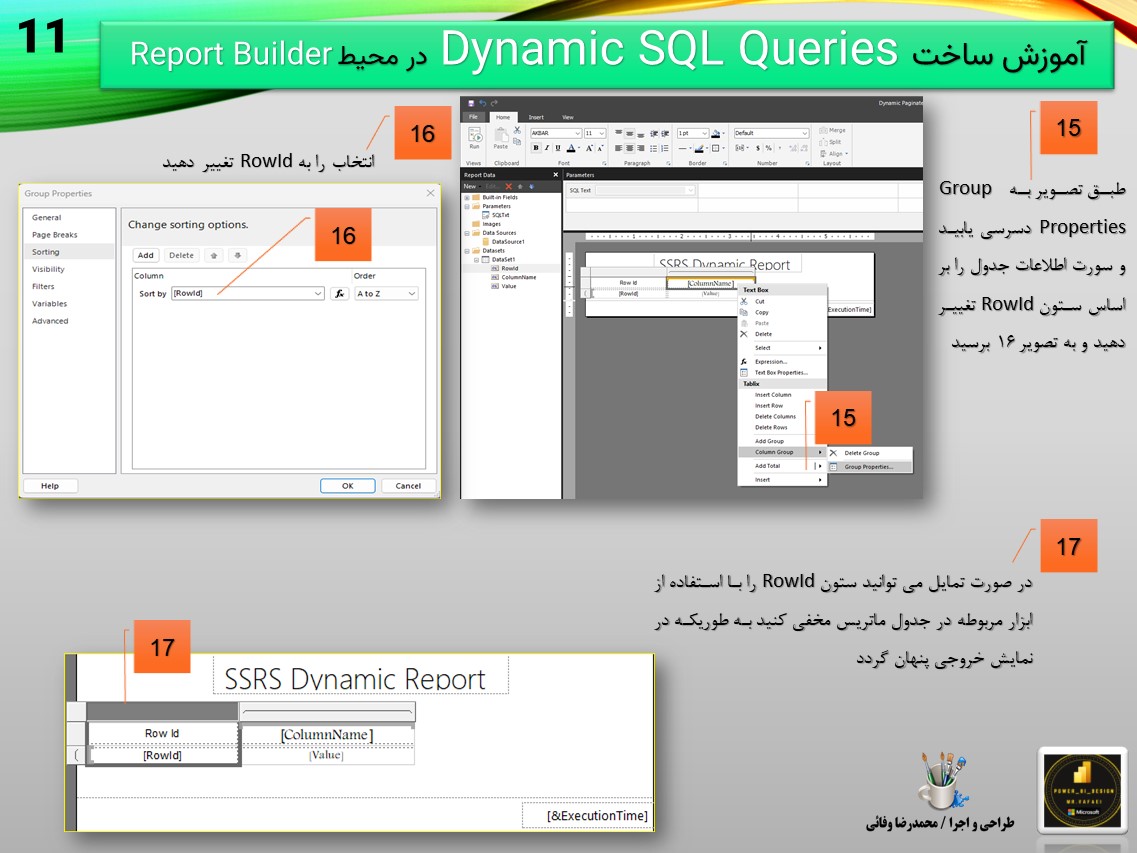 11
آموزش ساخت Dynamic SQL Queries در محیط Report Builder
15
طبق تصویر به Group
Properties دسرسی یابید
و سورت اطلاعات جدول را بر
اساس ستون RowId تغییر
دهید و به تصویر ۱۶ برسید
Dynamic Paginate
File
Home
Insert
View
Run
Paste
AKBAR
11
1 pt
Default
Merge
Split
Align
Views
Clipboard
Font
Paragraph
Border
Number
Layout
Report Data
New
Edit...
Built-in Fields
Parameters
SQLTxt
Images
Data Sources
DataSource1
Datasets
DataSet1
RowId
ColumnName
Value
Parameters
SQL Text
SSRS Dynamic Report
Row Id
[ColumnName]
[RowId]
[Value]
ExecutionTime]
Text Box
Cut
Copy
Paste
Delete
Select
Expression...
Text Box Properties...
Tablix
Insert Column
Insert Row
Delete Columns
Delete Rows
Add Group
Column Group
Add Total
Insert
15
Delete Group
Group Properties...
16
انتخاب را به RowId تغییر دهید
Group Properties
General
Page Breaks
Sorting
Visibility
Filters
Variables
Advanced
Change sorting options.
16
Add
Delete
Column
Order
Sort by
[RowId]
fx
A to Z
Help
OK
Cancel
17
در صورت تمایل می توانید ستون RowId را با استفاده از
ابزار مربوطه در جدول ماتریس مخفی کنید به طوریکه در
نمایش خروجی پنهان گردد
17
SSRS Dynamic Report
Row Id
[ColumnName]
[RowId]
[Value]
[&ExecutionTime]
طراحی و اجرا / محمدرضا وفائی
POWER_BI_DESIGN
MR.VAFAEI
Microsoft